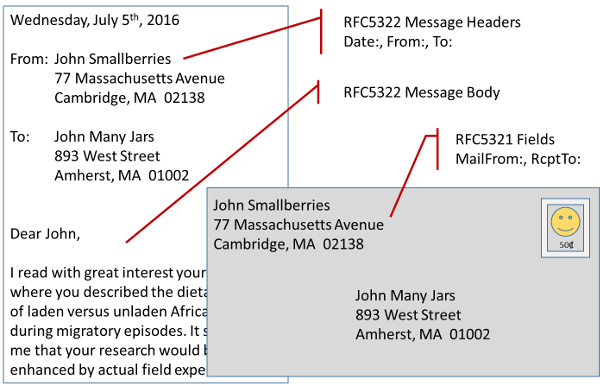 Wednesday, July 5th, 2016
From: John Smallberries
77 Massachusetts Avenue
Cambridge, MA 02138
To: John Many Jars
893 West Street
Amherst, MA 01002
Dear John,
I read with great interest your
where you described the dieta
of laden versus unladen Africa
during migratory episodes. It s
me that your research would b
enhanced by actual field expe
RFC5322 Message Headers
Date:, From:, To:
RFC5322 Message Body
RFC5321 Fields
MailFrom:, RcptTo:
John Smallberries
77 Massachusetts Avenue
Cambridge, MA 02138
50¢
John Many Jars
893 West Street
Amherst, MA 01002